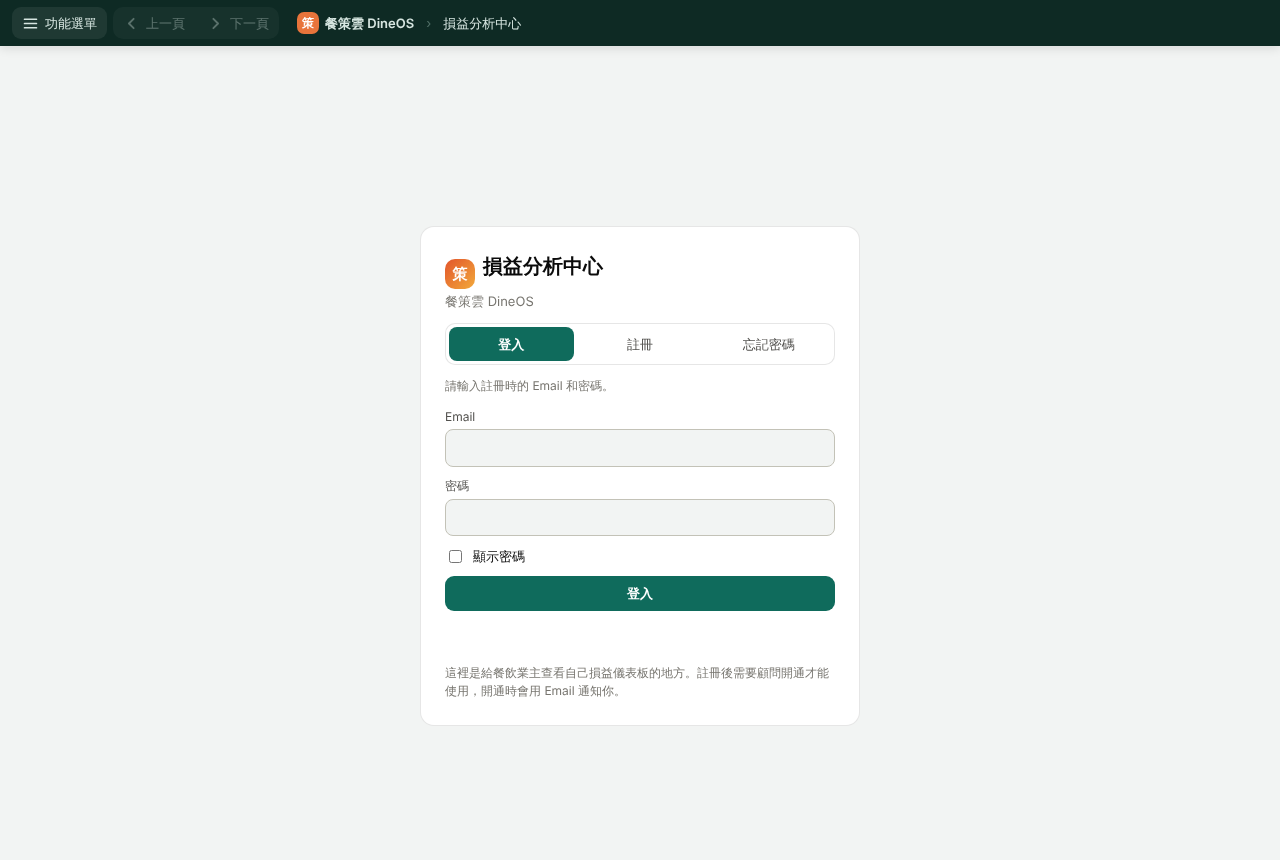 功能選單 上一頁 下一頁 策 餐策雲 DineOS › 損益分析中心
策 損益分析中心
餐策雲 DineOS
登入 註冊 忘記密碼
請輸入註冊時的 Email 和密碼。
Email
密碼
顯示密碼
登入
這裡是給餐飲業主查看自己損益儀表板的地方。註冊後需要顧問開通才能
使用，開通時會用 Email 通知你。